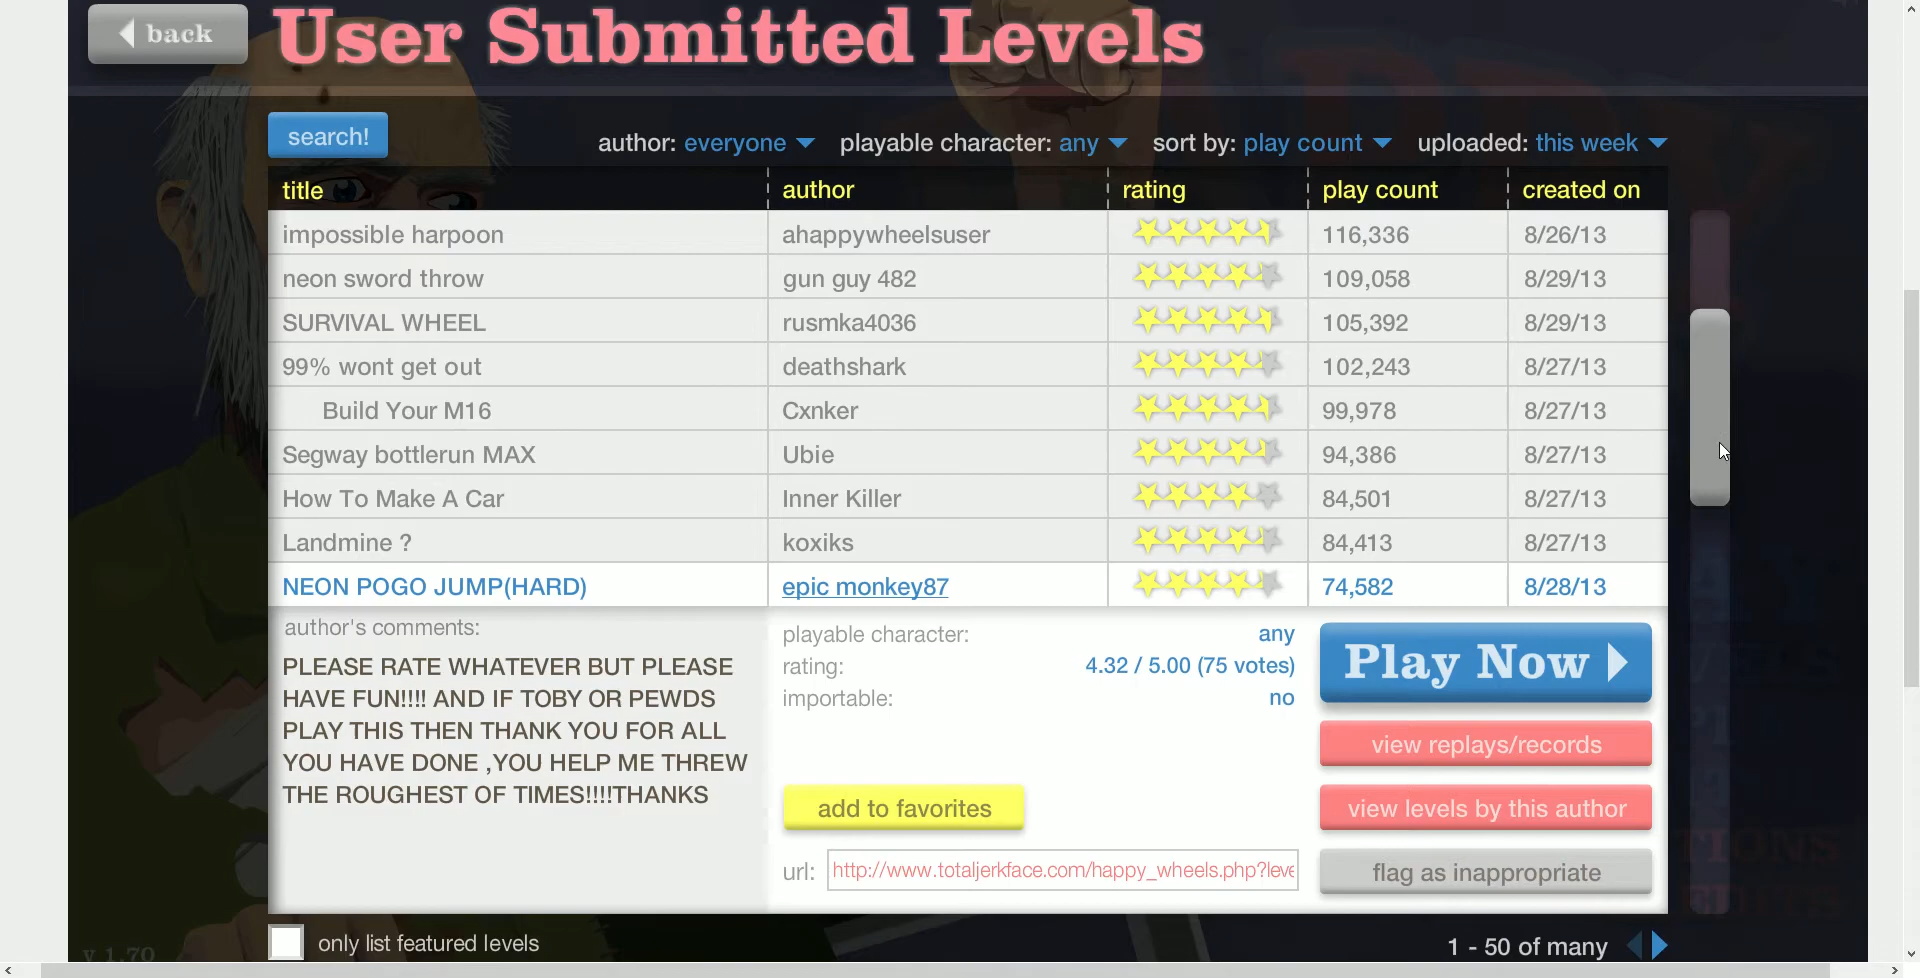 back
User Submitted Levels
search!
author: everyone
playable character: any
sort by: play count
uploaded: this week
title author rating play count created on
impossible harpoon ahappywheelsuser 116,336 8/26/13
neon sword throw gun guy 482 109,058 8/29/13
SURVIVAL WHEEL rusmka4036 105,392 8/29/13
99% wont get out deathshark 102,243 8/27/13
Build Your M16 Cxnker 99,978 8/27/13
Segway bottlerun MAX Ubie 94,386 8/27/13
How To Make A Car Inner Killer 84,501 8/27/13
Landmine ? koxiks 84,413 8/27/13
NEON POGO JUMP(HARD) epic monkey87 74,582 8/28/13
author's comments:
PLEASE RATE WHATEVER BUT PLEASE
HAVE FUN!!!! AND IF TOBY OR PEWDS
PLAY THIS THEN THANK YOU FOR ALL
YOU HAVE DONE ,YOU HELP ME THREW
THE ROUGHEST OF TIMES!!!!THANKS
playable character: any
rating: 4.32 / 5.00 (75 votes)
importable: no
add to favorites
url: http://www.totaljerkface.com/happy_wheels.php?leve
Play Now
view replays/records
view levels by this author
flag as inappropriate
only list featured levels
1 - 50 of many
v 1.70